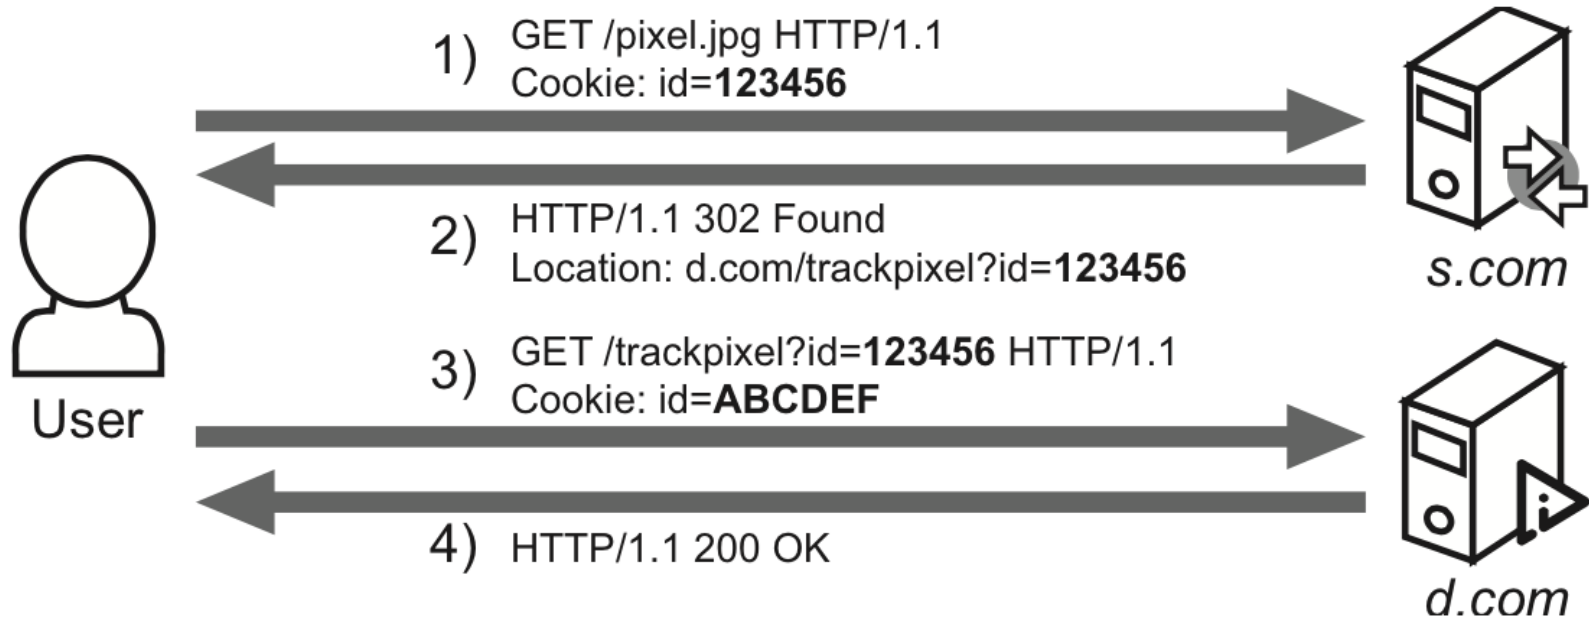 1)
GET /pixel.jpg HTTP/1.1
Cookie: id=123456
2)
HTTP/1.1 302 Found
Location: d.com/trackpixel?id=123456
s.com
3)
GET /trackpixel?id=123456 HTTP/1.1
Cookie: id=ABCDEF
User
4)
HTTP/1.1 200 OK
i
d.com